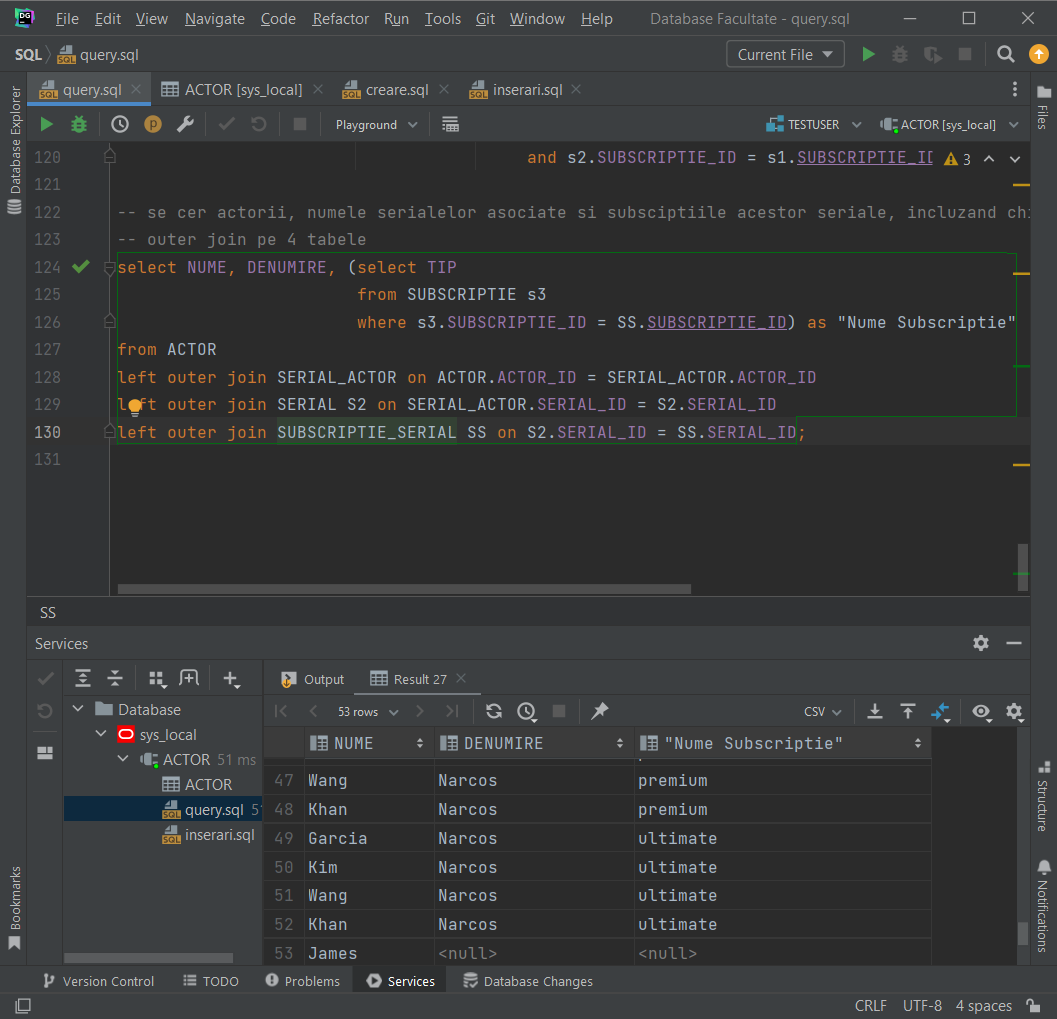 DG File Edit View Navigate Code Refactor Run Tools Git Window Help Database Facultate - query.sql
SQL query.sql Current File
query.sql ACTOR [sys_local] creare.sql inserari.sql
p Playground TESTUSER ACTOR [sys_local]
Database Explorer
Files
120 and s2.SUBSCRIPTIE_ID = s1.SUBSCRIPTIE_ID 3
121
122 -- se cer actorii, numele serialelor asociate si subsciptiile acestor seriale, incluzand chi
123 -- outer join pe 4 tabele
124 select NUME, DENUMIRE, (select TIP
125 from SUBSCRIPTIE s3
126 where s3.SUBSCRIPTIE_ID = SS.SUBSCRIPTIE_ID) as "Nume Subscriptie"
127 from ACTOR
128 left outer join SERIAL_ACTOR on ACTOR.ACTOR_ID = SERIAL_ACTOR.ACTOR_ID
129 left outer join SERIAL S2 on SERIAL_ACTOR.SERIAL_ID = S2.SERIAL_ID
130 left outer join SUBSCRIPTIE_SERIAL SS on S2.SERIAL_ID = SS.SERIAL_ID;
131
SS
Services
Output Result 27
53 rows CSV
Database
sys_local
ACTOR 51 ms
ACTOR
query.sql 51
inserari.sql
NUME DENUMIRE "Nume Subscriptie"
47 Wang Narcos premium
48 Khan Narcos premium
49 Garcia Narcos ultimate
50 Kim Narcos ultimate
51 Wang Narcos ultimate
52 Khan Narcos ultimate
53 James <null> <null>
Bookmarks
Structure
Notifications
Version Control TODO Problems Services Database Changes
CRLF UTF-8 4 spaces